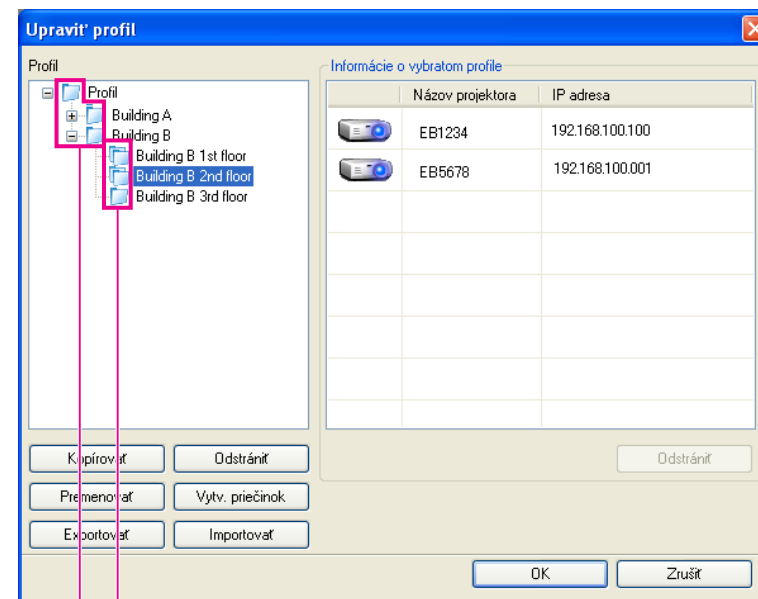 Upraviť profil
Profil
Profil
Building A
Building B
Building B 1st floor
Building B 2nd floor
Building B 3rd floor
Informácie o vybratom profile
Názov projektora IP adresa
EB1234 192.168.100.100
EB5678 192.168.100.001
Kopírovať Odstrániť
Premenovať Vytv. priečinok
Exportovať Importovať
Odstrániť
OK Zrušiť